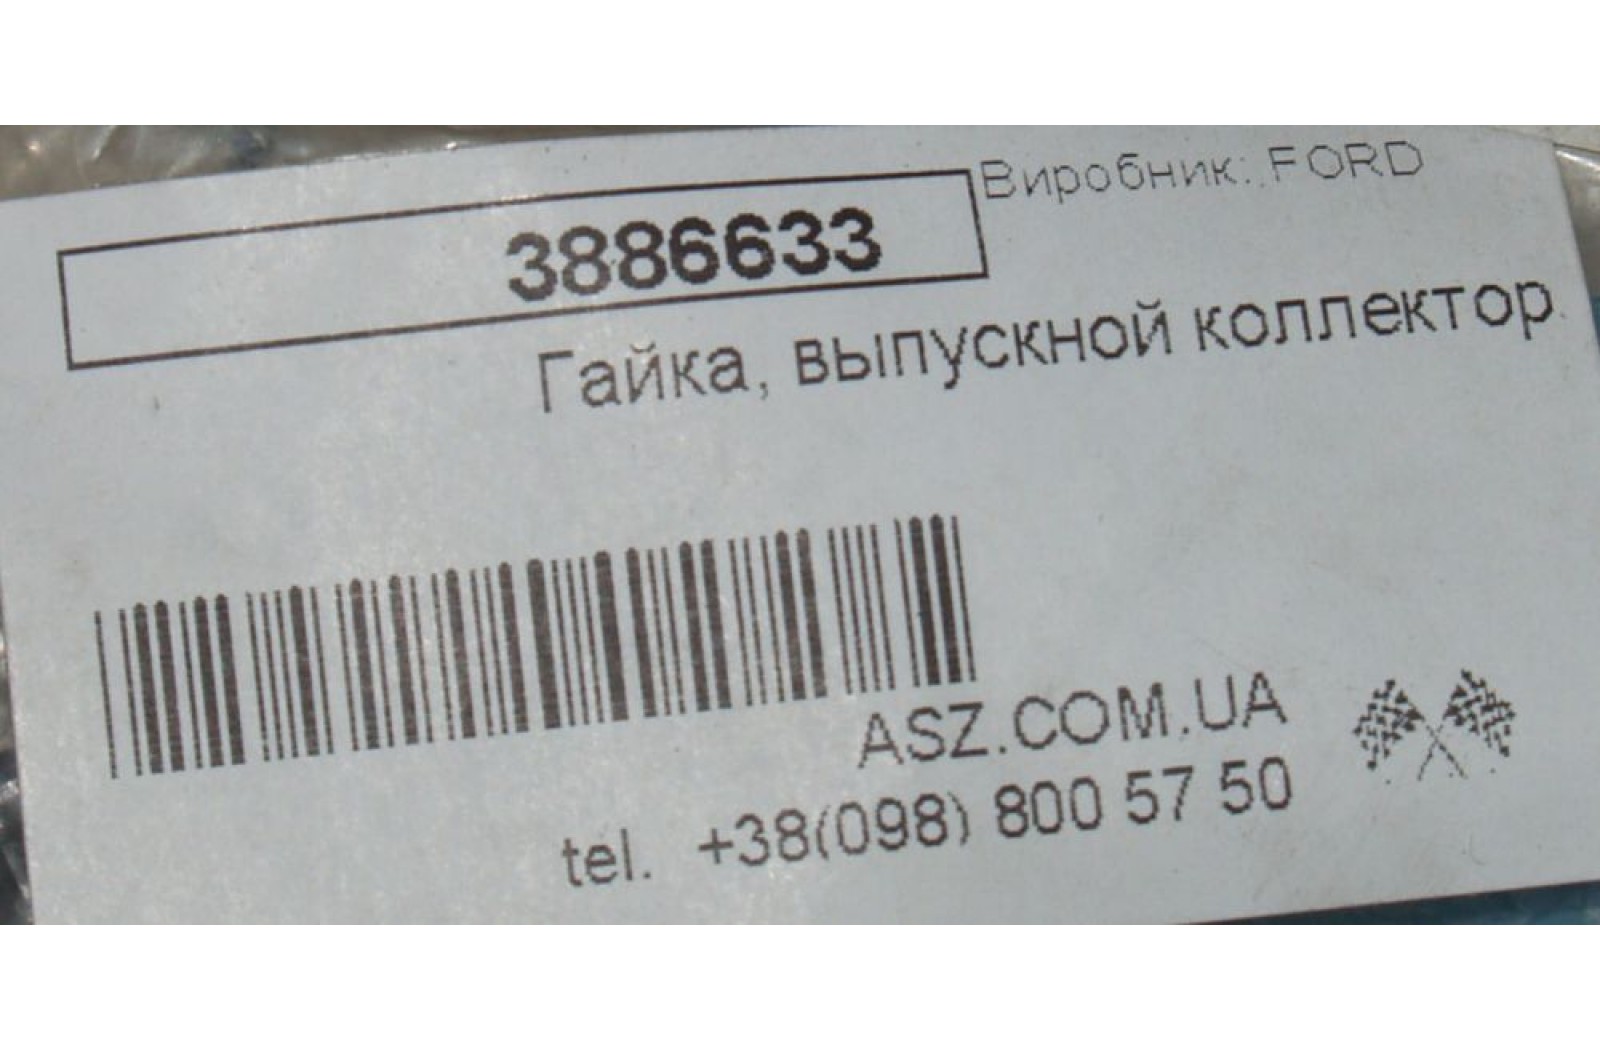 Виробник: FORD
3886633
Гайка, выпускной коллектор
ASZ.COM.UA
tel. +38(098) 800 57 50